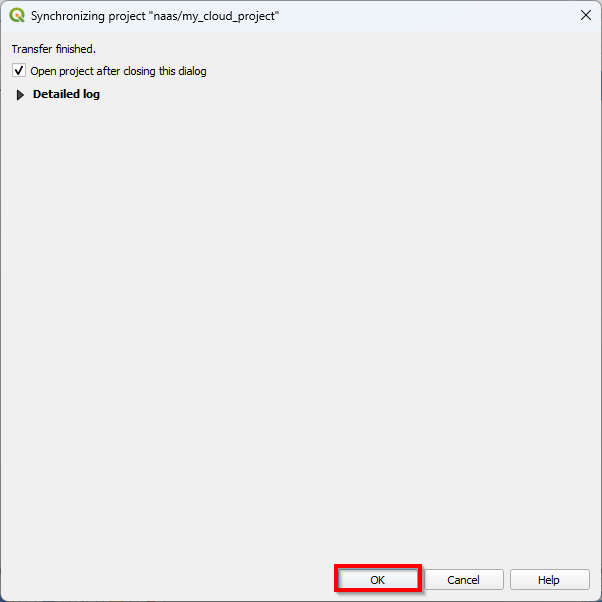 Synchronizing project "naas/my_cloud_project"
Transfer finished.
Open project after closing this dialog
Detailed log
OK Cancel Help